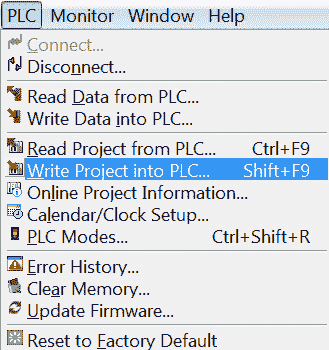 PLC Monitor Window Help
Connect...
Disconnect...
Read Data from PLC...
Write Data into PLC...
Read Project from PLC... Ctrl+F9
Write Project into PLC... Shift+F9
Online Project Information...
Calendar/Clock Setup...
PLC Modes... Ctrl+Shift+R
Error History...
Clear Memory...
Update Firmware...
Reset to Factory Default